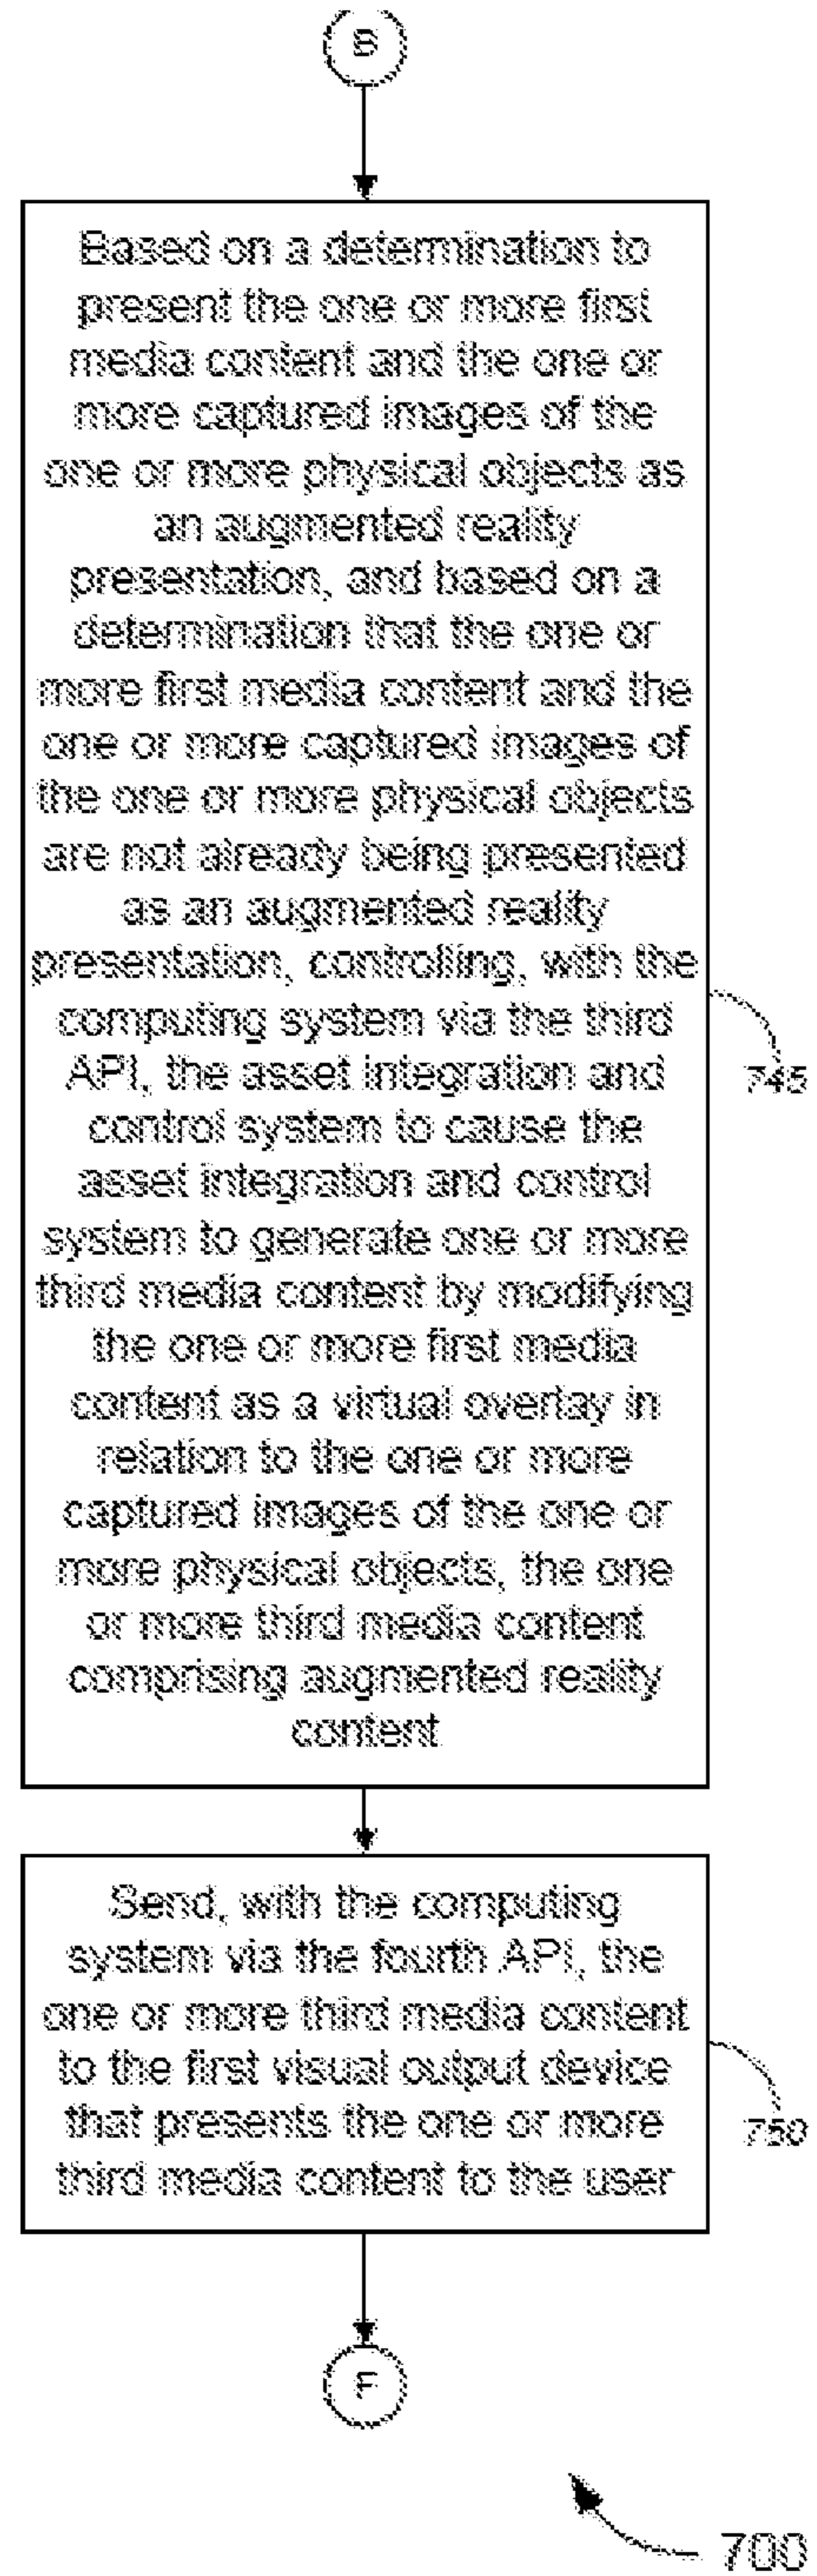 B
Based on a determination to
present the one or more first
media content and the one or
more captured images of the
one or more physical objects as
an augmented reality
presentation, and based on a
determination that the one or
more first media content and the
one or more captured images of
the one or more physical objects
are not already being presented
as an augmented reality
presentation, controlling, with the
computing system via the third
API, the asset integration and
control system to cause the
asset integration and control
system to generate one or more
third media content by modifying
the one or more first media
content as a virtual overlay in
relation to the one or more
captured images of the one or
more physical objects, the one
or more third media content
comprising augmented reality
content
745
Send, with the computing
system via the fourth API, the
one or more third media content
to the first visual output device
that presents the one or more
third media content to the user
750
F
700